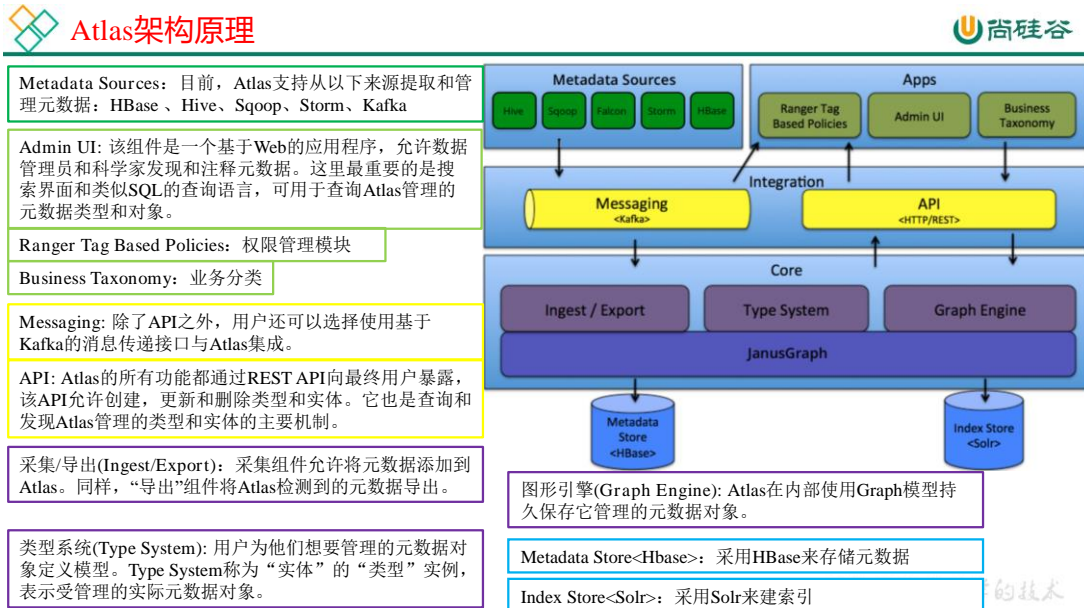 Atlas架构原理
尚硅谷
Metadata Sources：目前，Atlas支持从以下来源提取和管
理元数据：HBase 、Hive、Sqoop、Storm、Kafka
Admin UI: 该组件是一个基于Web的应用程序，允许数据
管理员和科学家发现和注释元数据。这里最重要的是搜
索界面和类似SQL的查询语言，可用于查询Atlas管理的
元数据类型和对象。
Ranger Tag Based Policies：权限管理模块
Business Taxonomy：业务分类
Messaging: 除了API之外，用户还可以选择使用基于
Kafka的消息传递接口与Atlas集成。
API: Atlas的所有功能都通过REST API向最终用户暴露，
该API允许创建，更新和删除类型和实体。它也是查询和
发现Atlas管理的类型和实体的主要机制。
采集/导出(Ingest/Export)：采集组件允许将元数据添加到
Atlas。同样，“导出”组件将Atlas检测到的元数据导出。
类型系统(Type System): 用户为他们想要管理的元数据对
象定义模型。Type System称为“实体”的“类型”实例，
表示受管理的实际元数据对象。
Metadata Sources
Hive
Sqoop
Falcon
Storm
HBase
Apps
Ranger Tag
Based Policies
Admin UI
Business
Taxonomy
Integration
Messaging
<Kafka>
API
<HTTP/REST>
Core
Ingest / Export
Type System
Graph Engine
JanusGraph
Metadata
Store
<HBase>
Index Store
<Solr>
图形引擎(Graph Engine): Atlas在内部使用Graph模型持
久保存它管理的元数据对象。
Metadata Store<Hbase>：采用HBase来存储元数据
Index Store<Solr>：采用Solr来建索引
的技术